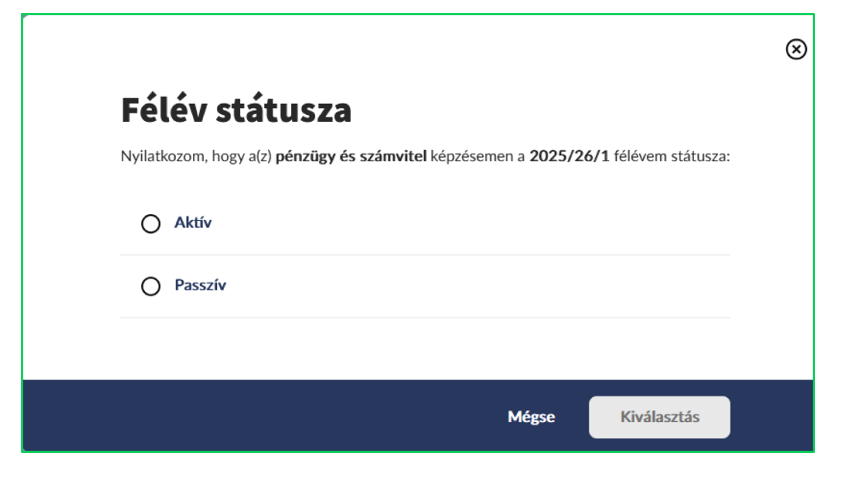 Félév státusza
Nyilatkozom, hogy a(z) pénzügy és számvitel képzésemen a 2025/26/1 félévem státusza:
Aktív
Passzív
Mégse
Kiválasztás